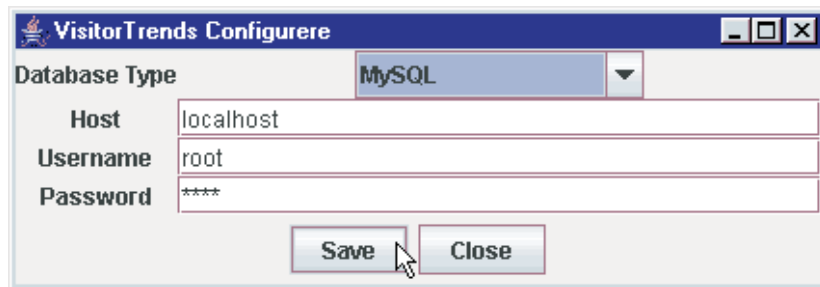 VisitorTrends Configurere
Database Type MySQL
Host localhost
Username root
Password ****
Save Close